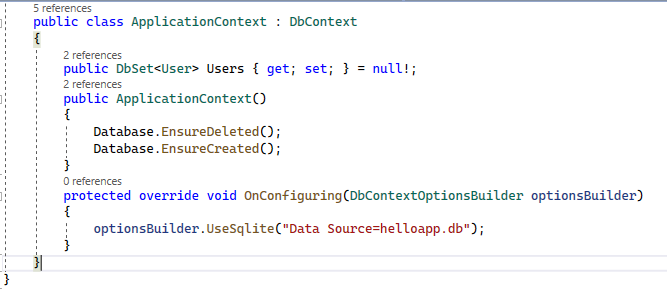 5 references
public class ApplicationContext : DbContext
{
2 references
public DbSet<User> Users { get; set; } = null!;
2 references
public ApplicationContext()
{
Database.EnsureDeleted();
Database.EnsureCreated();
}
0 references
protected override void OnConfiguring(DbContextOptionsBuilder optionsBuilder)
{
optionsBuilder.UseSqlite("Data Source=helloapp.db");
}
}
}